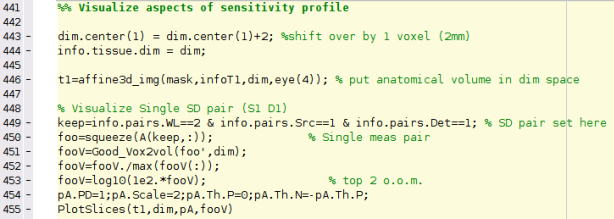 441 %% Visualize aspects of sensitivity profile
442
443 - dim.center(1) = dim.center(1)+2; %shift over by 1 voxel (2mm)
444 - info.tissue.dim = dim;
445
446 - t1=affine3d_img(mask,infoT1,dim,eye(4)); % put anatomical volume in dim space
447
448 % Visualize Single SD pair (S1 D1)
449 - keep=info.pairs.WL==2 & info.pairs.Src==1 & info.pairs.Det==1; % SD pair set here
450 - foo=squeeze(A(keep,:)); % Single meas pair
451 - fooV=Good_Vox2vol(foo',dim);
452 - fooV=fooV./max(fooV(:));
453 - fooV=log10(1e2.*fooV); % top 2 o.o.m.
454 - pA.PD=1;pA.Scale=2;pA.Th.P=0;pA.Th.N=-pA.Th.P;
455 - PlotSlices(t1,dim,pA,fooV)